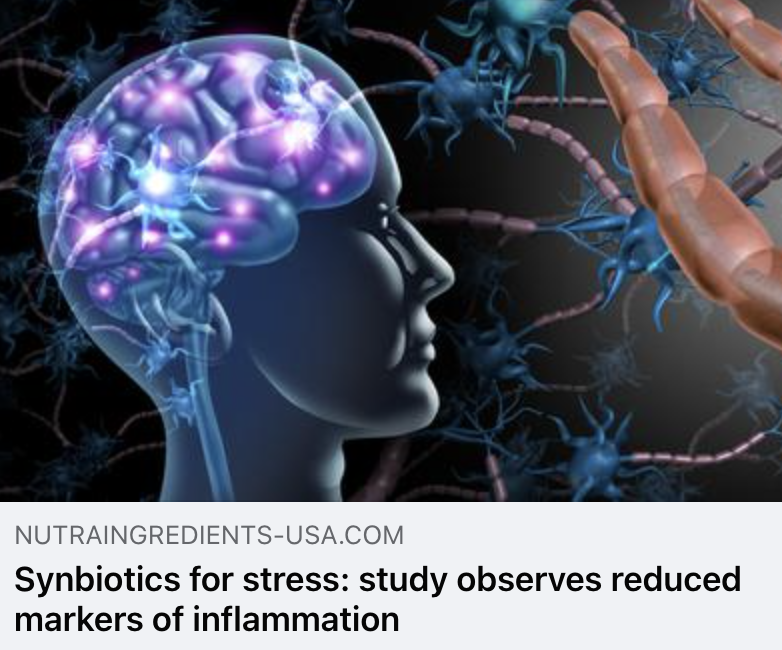 NUTRAINGREDIENTS-USA.COM
Synbiotics for stress: study observes reduced
markers of inflammation